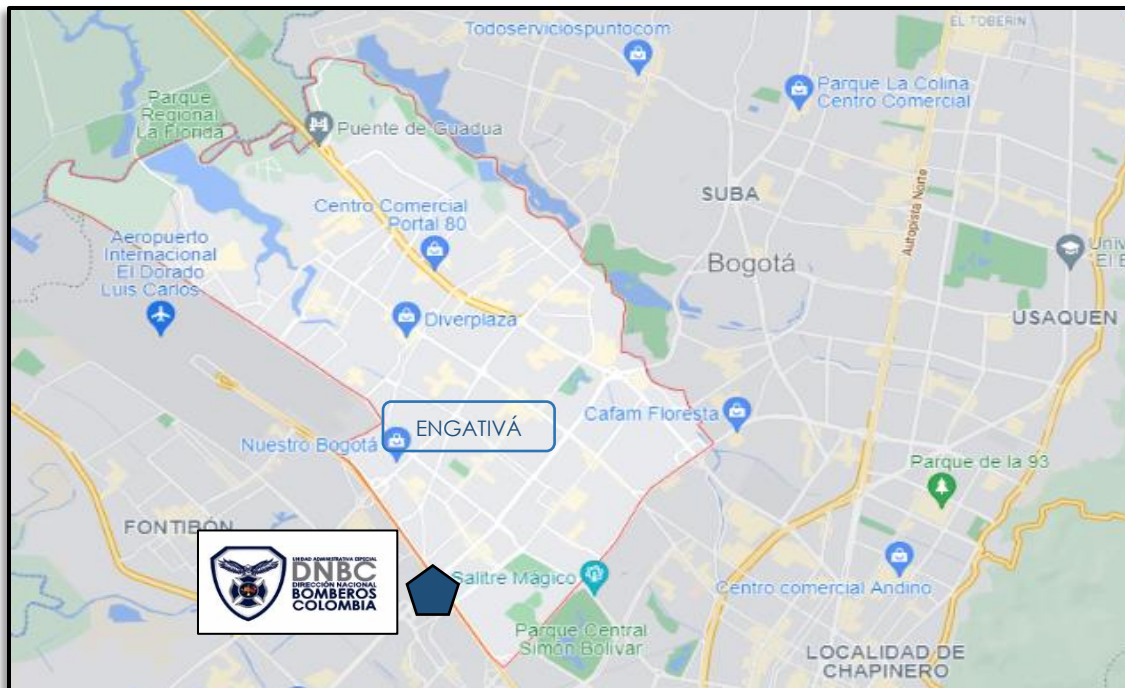 EL TOBERIN
Todoserviciospuntocom
Parque La Colina
Centro Comercial
Parque
Regional
La Florida
Puente de Guadua
SUBA
Autopista Norte
Centro Comercial
Portal 80
Aeropuerto
Internacional
El Dorado
Luis Carlos
Bogotá
Univ
El B
USAQUEN
Diverplaza
ENGATIVÁ
Cafam Floresta
Nuestro Bogotá
Parque de la 93
FONTIBÓN
UNIDAD ADMINISTRATIVA ESPECIAL
DNBC
DIRECCIÓN NACIONAL
BOMBEROS
COLOMBIA
Salitre Mágico
Centro comercial Andino
Parque Central
Simón Bolívar
LOCALIDAD DE
CHAPINERO